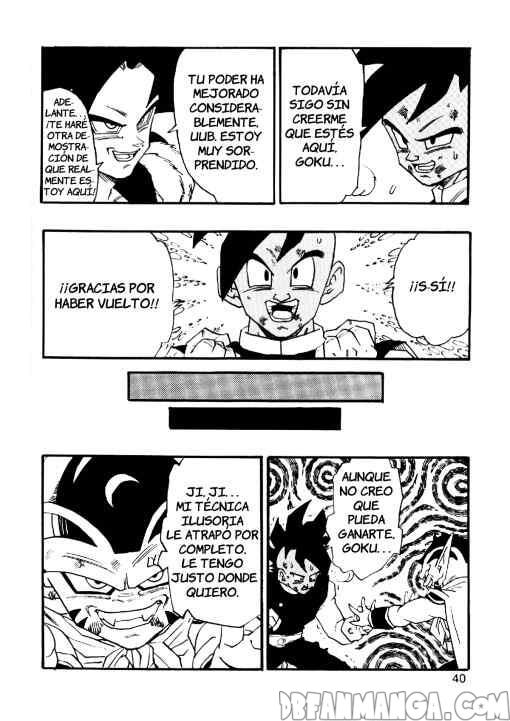 TODAVÍA
SIGO SIN
CREERME
QUE ESTÉS
AQUÍ,
GOKU...
TU PODER HA
MEJORADO
CONSIDERA-
BLEMENTE,
UUB. ESTOY
MUY SOR-
PRENDIDO.
ADE-
LANTE...
¡TE HARÉ
OTRA DE-
MOSTRA-
CIÓN DE
QUE REAL-
MENTE ES-
TOY AQUÍ!
¡¡S-SÍ!!
¡¡GRACIAS POR
HABER VUELTO!!
AUNQUE
NO CREO
QUE
PUEDA
GANARTE,
GOKU...
JI, JI...
MI TÉCNICA
ILUSORIA
LE ATRAPÓ POR
COMPLETO.
LE TENGO
JUSTO DONDE
QUIERO.
40
DBFANMANGA.COM